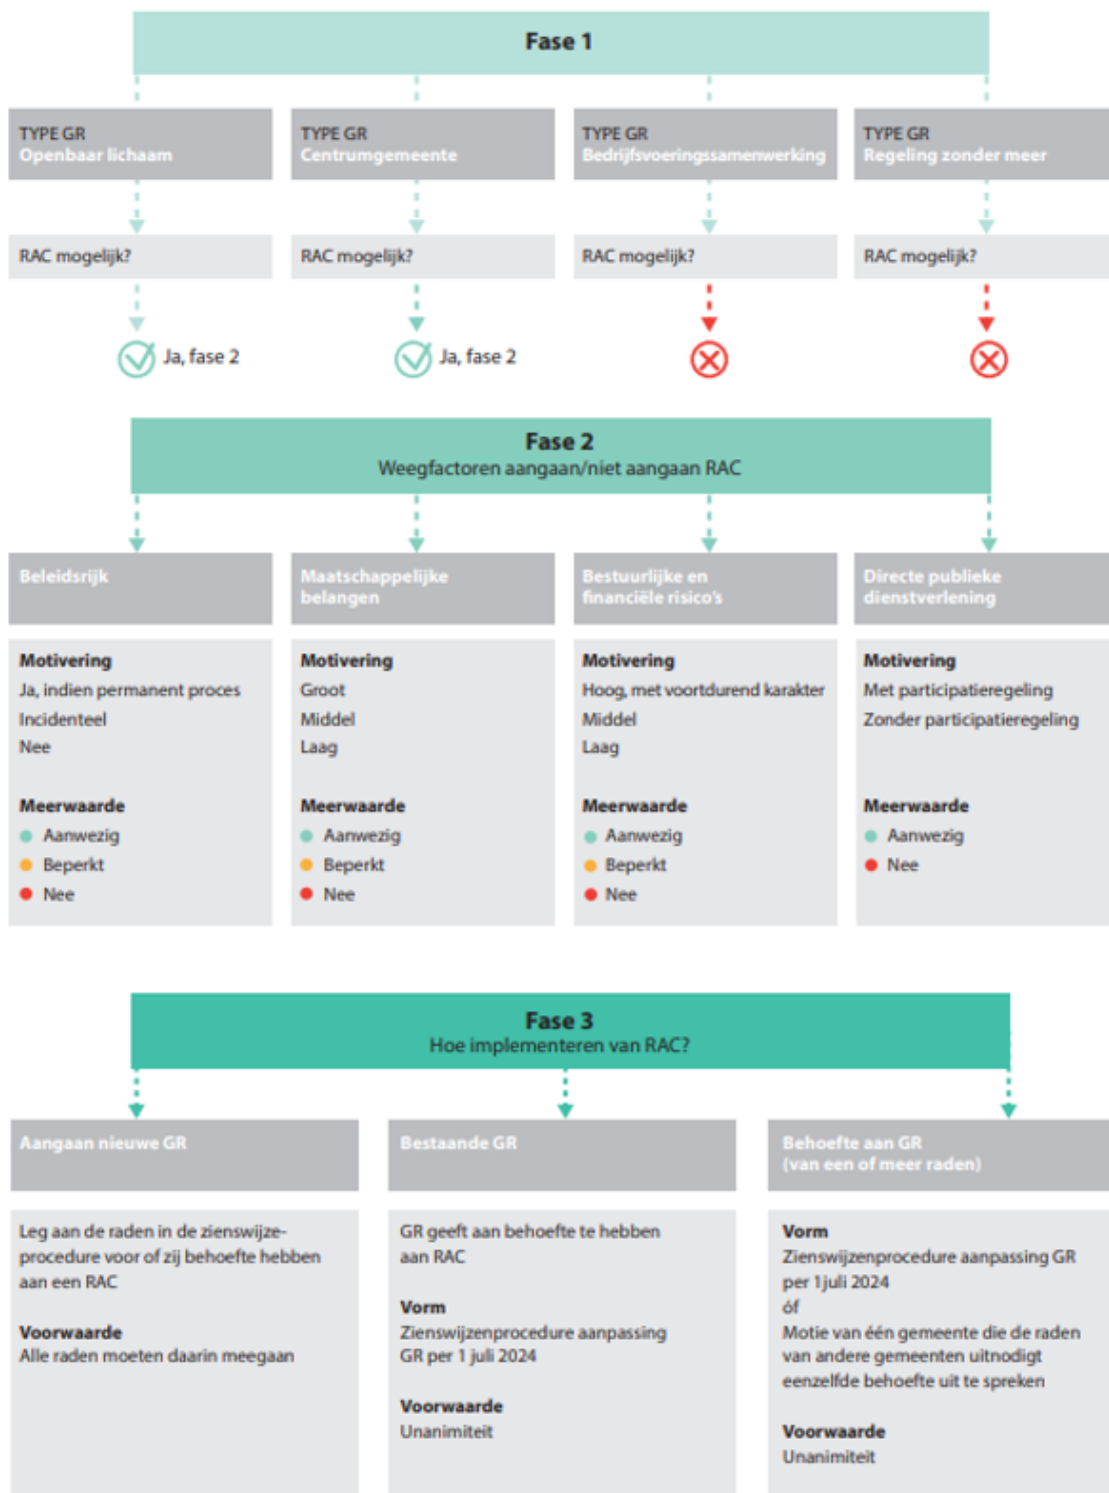 Fase 1
TYPE GR
Openbaar lichaam
TYPE GR
Centrumgemeente
TYPE GR
Bedrijfsvoeringssamenwerking
TYPE GR
Regeling zonder meer
RAC mogelijk?
RAC mogelijk?
RAC mogelijk?
RAC mogelijk?
Ja, fase 2
Ja, fase 2
Fase 2
Weegfactoren aangaan/niet aangaan RAC
Beleidsrijk
Motivering
Ja, indien permanent proces
Incidenteel
Nee
Meerwaarde
Aanwezig
Beperkt
Nee
Maatschappelijke
belangen
Motivering
Groot
Middel
Laag
Meerwaarde
Aanwezig
Beperkt
Nee
Bestuurlijke en
financiële risico's
Motivering
Hoog, met voortdurend karakter
Middel
Laag
Meerwaarde
Aanwezig
Beperkt
Nee
Directe publieke
dienstverlening
Motivering
Met participatieregeling
Zonder participatieregeling
Meerwaarde
Aanwezig
Nee
Fase 3
Hoe implementeren van RAC?
Aangaan nieuwe GR
Leg aan de raden in de zienswijze-
procedure voor of zij behoefte hebben
aan een RAC
Voorwaarde
Alle raden moeten daarin meegaan
Bestaande GR
GR geeft aan behoefte te hebben
aan RAC
Vorm
Zienswijzenprocedure aanpassing
GR per 1 juli 2024
Voorwaarde
Unanimiteit
Behoefte aan GR
(van een of meer raden)
Vorm
Zienswijzenprocedure aanpassing GR
per 1 juli 2024
óf
Motie van één gemeente die de raden
van andere gemeenten uitnodigt
eenzelfde behoefte uit te spreken
Voorwaarde
Unanimiteit